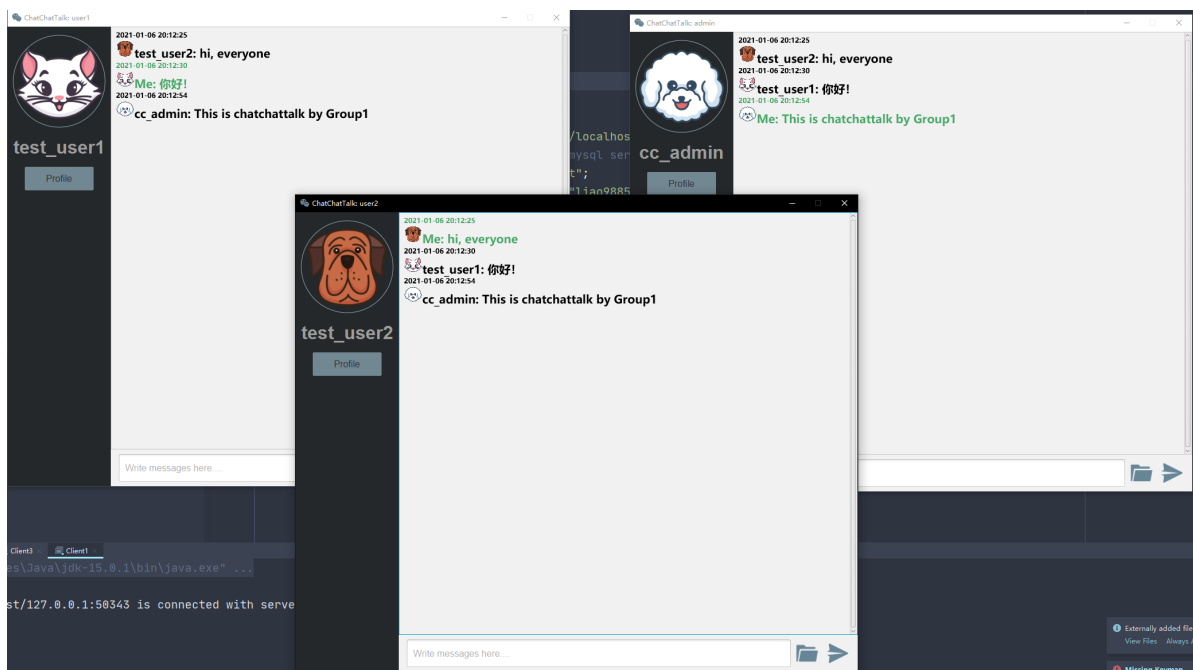 ChatChatTalk: user1
2021-01-06 20:12:25
test_user2: hi, everyone
2021-01-06 20:12:30
Me: 你好!
2021-01-06 20:12:54
cc_admin: This is chatchattalk by Group1
test_user1
Profile
Write messages here...
ChatChatTalk: admin
2021-01-06 20:12:25
test_user2: hi, everyone
2021-01-06 20:12:30
test_user1: 你好!
2021-01-06 20:12:54
Me: This is chatchattalk by Group1
cc_admin
Profile
/localhos
mysql ser
t";
"liao9885
ChatChatTalk: user2
2021-01-06 20:12:25
Me: hi, everyone
2021-01-06 20:12:30
test_user1: 你好!
2021-01-06 20:12:54
cc_admin: This is chatchattalk by Group1
test_user2
Profile
Write messages here...
Client3
Client1
es\Java\jdk-15.0.1\bin\java.exe" ...
st/127.0.0.1:50343 is connected with serve
Externally added file
View Files Always A
Missing Keymap